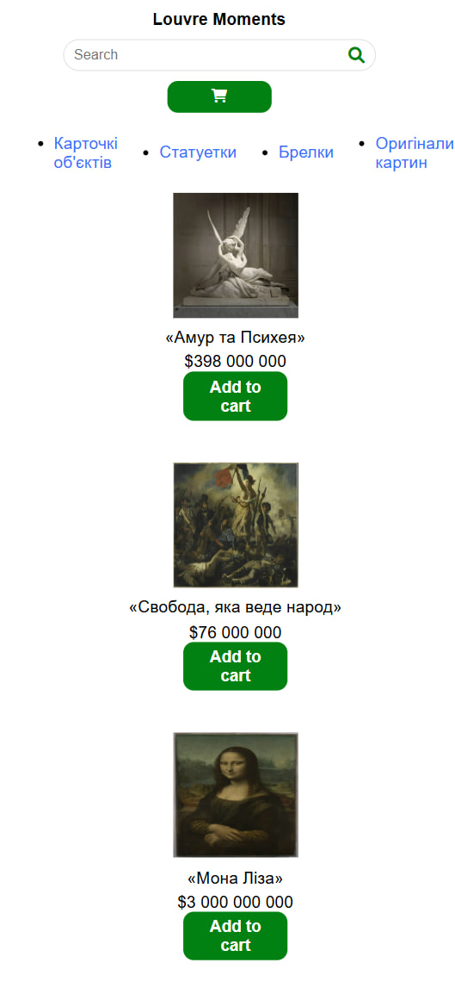 Louvre Moments
Search
Карточкі
об'єктів
Статуетки
Брелки
Оригінали
картин
«Амур та Психея»
$398 000 000
Add to
cart
«Свобода, яка веде народ»
$76 000 000
Add to
cart
«Мона Ліза»
$3 000 000 000
Add to
cart